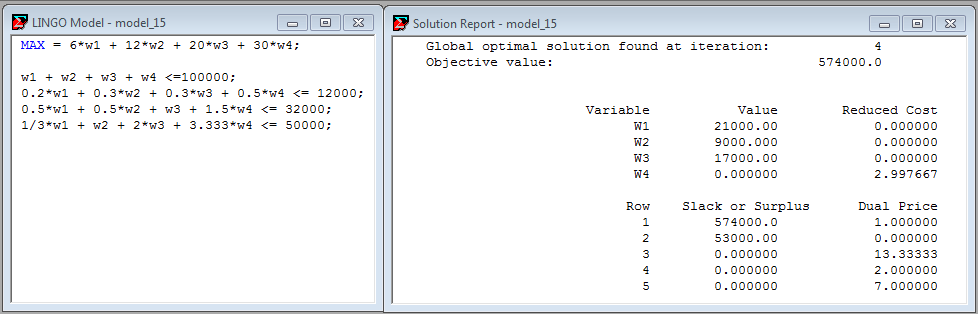 LINGO Model - model_15
MAX = 6*w1 + 12*w2 + 20*w3 + 30*w4;
w1 + w2 + w3 + w4 <=100000;
0.2*w1 + 0.3*w2 + 0.3*w3 + 0.5*w4 <= 12000;
0.5*w1 + 0.5*w2 + w3 + 1.5*w4 <= 32000;
1/3*w1 + w2 + 2*w3 + 3.333*w4 <= 50000;
Solution Report - model_15
Global optimal solution found at iteration: 4
Objective value: 574000.0
Variable Value Reduced Cost
W1 21000.00 0.000000
W2 9000.000 0.000000
W3 17000.00 0.000000
W4 0.000000 2.997667
Row Slack or Surplus Dual Price
1 574000.0 1.000000
2 53000.00 0.000000
3 0.000000 13.33333
4 0.000000 2.000000
5 0.000000 7.000000